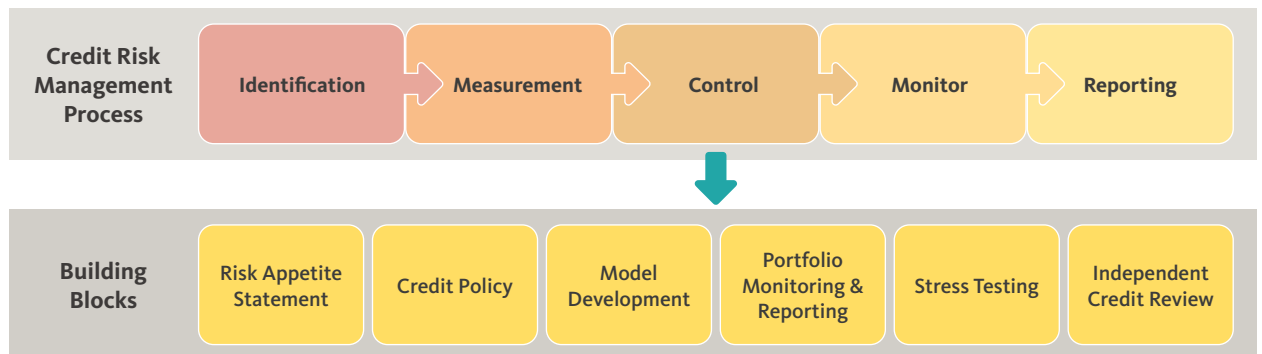 Credit Risk
Management
Process
Identification
Measurement
Control
Monitor
Reporting
Building
Blocks
Risk Appetite
Statement
Credit Policy
Model
Development
Portfolio
Monitoring &
Reporting
Stress Testing
Independent
Credit Review